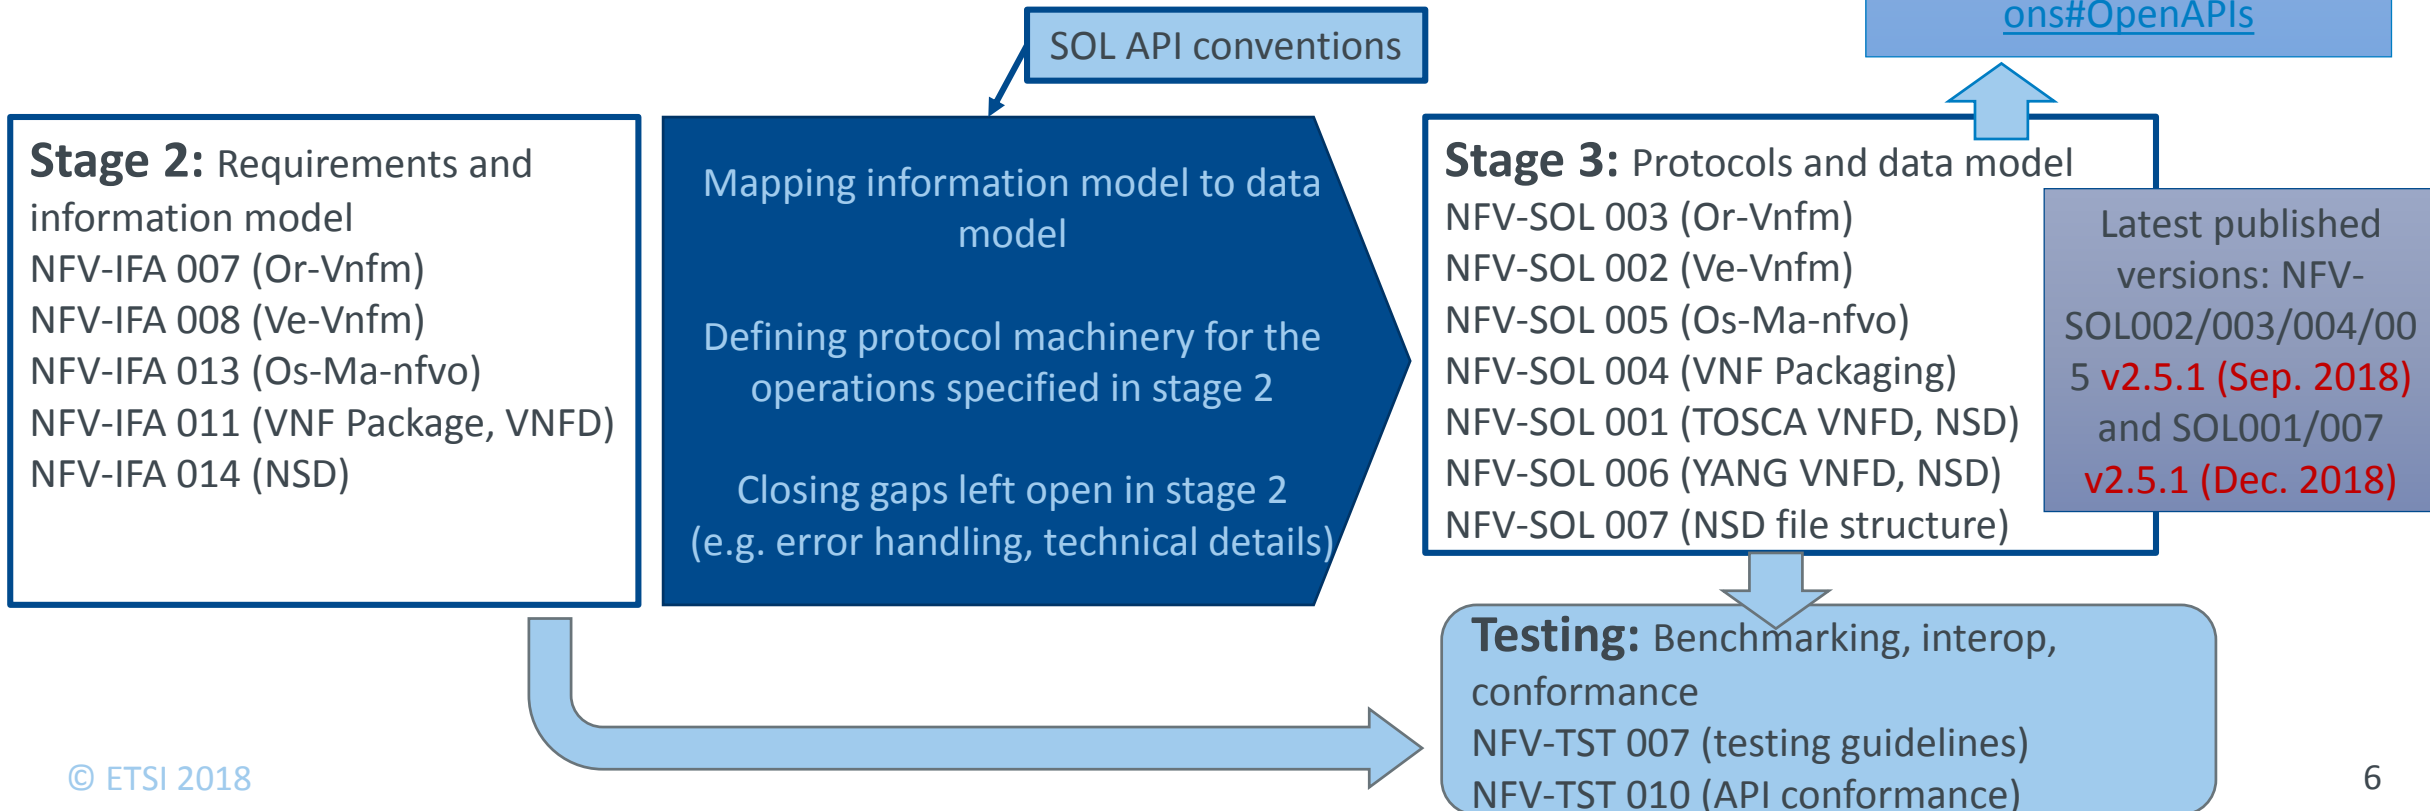 ons#OpenAPIs
SOL API conventions
Stage 2: Requirements and
information model
NFV-IFA 007 (Or-Vnfm)
NFV-IFA 008 (Ve-Vnfm)
NFV-IFA 013 (Os-Ma-nfvo)
NFV-IFA 011 (VNF Package, VNFD)
NFV-IFA 014 (NSD)
Mapping information model to data
model
Defining protocol machinery for the
operations specified in stage 2
Closing gaps left open in stage 2
(e.g. error handling, technical details)
Stage 3: Protocols and data model
NFV-SOL 003 (Or-Vnfm)
NFV-SOL 002 (Ve-Vnfm)
NFV-SOL 005 (Os-Ma-nfvo)
NFV-SOL 004 (VNF Packaging)
NFV-SOL 001 (TOSCA VNFD, NSD)
NFV-SOL 006 (YANG VNFD, NSD)
NFV-SOL 007 (NSD file structure)
Latest published
versions: NFV-
SOL002/003/004/00
5 v2.5.1 (Sep. 2018)
and SOL001/007
v2.5.1 (Dec. 2018)
Testing: Benchmarking, interop,
conformance
NFV-TST 007 (testing guidelines)
NFV-TST 010 (API conformance)
© ETSI 2018
6